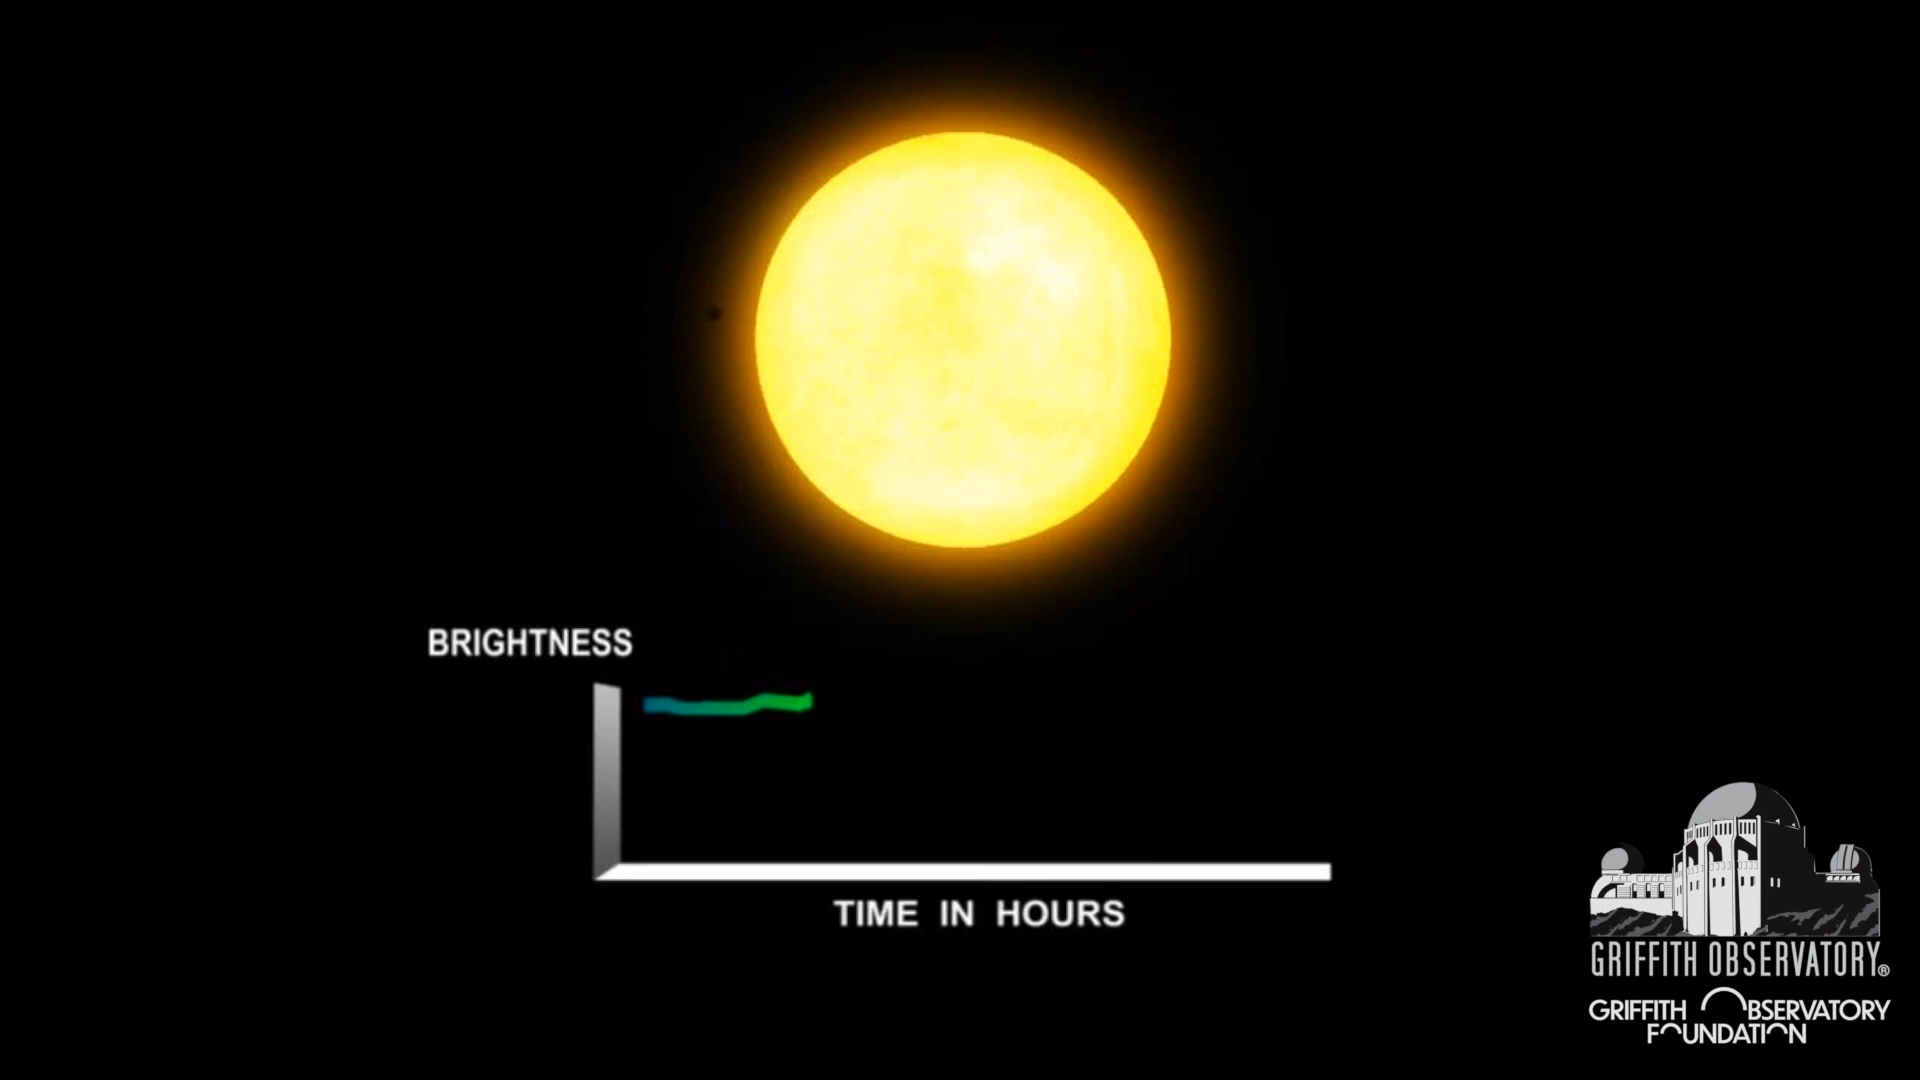 BRIGHTNESS
TIME IN HOURS
GRIFFITH OBSERVATORY®
GRIFFITH OBSERVATORY
FOUNDATION